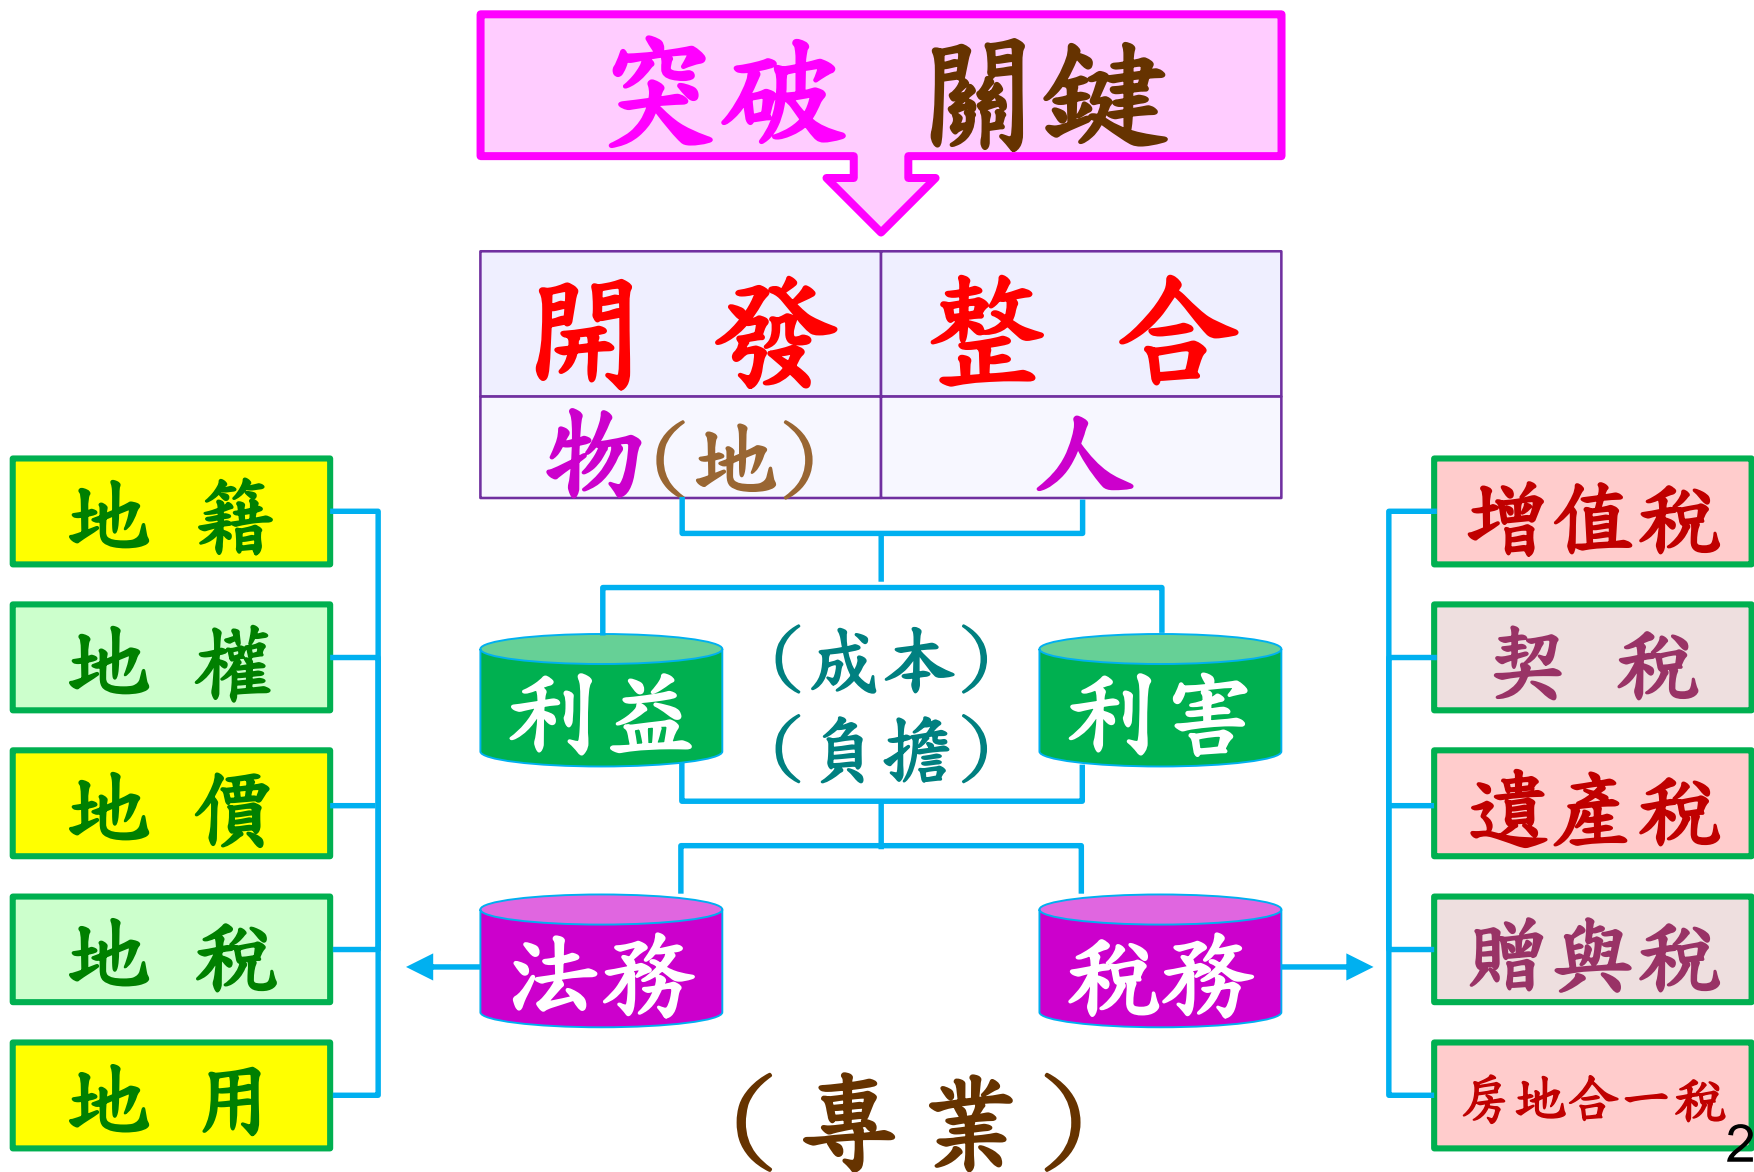 突破 關鍵
開 發
整 合
物(地)
人
地 籍
地 權
地 價
地 稅
地 用
利益
(成本)
(負擔)
利害
法務
稅務
(專業)
增值稅
契 稅
遺產稅
贈與稅
房地合一稅
2